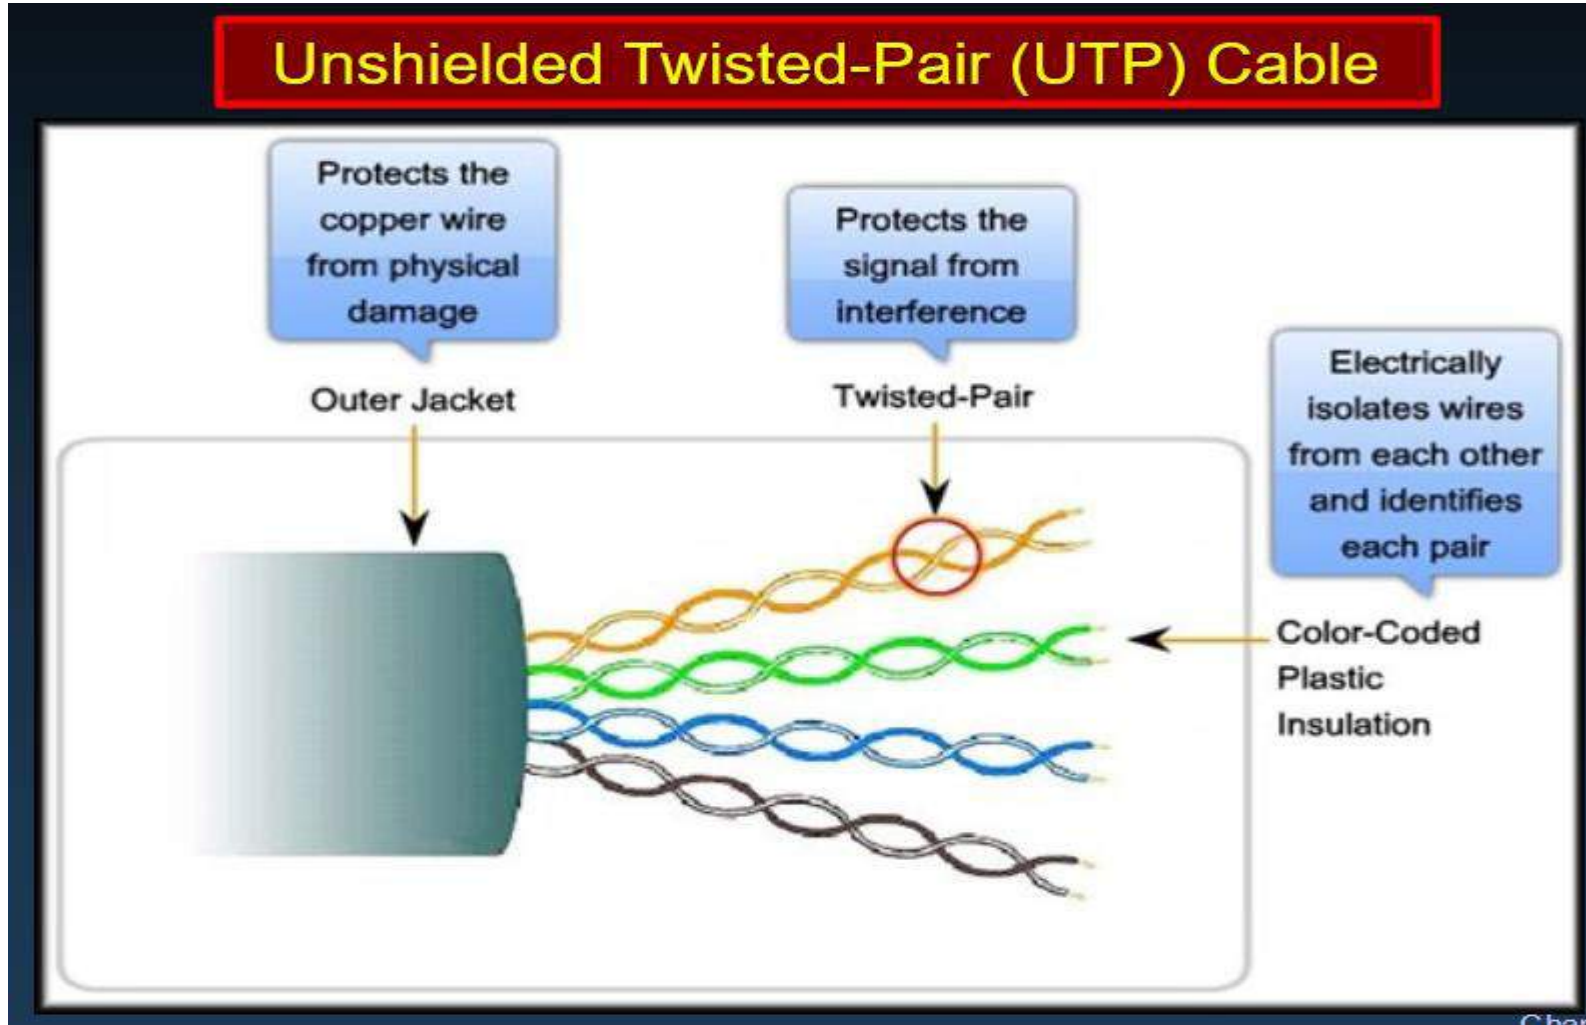 Unshielded Twisted-Pair (UTP) Cable
Protects the
copper wire
from physical
damage
Protects the
signal from
interference
Electrically
isolates wires
from each other
and identifies
each pair
Outer Jacket
Twisted-Pair
Color-Coded
Plastic
Insulation